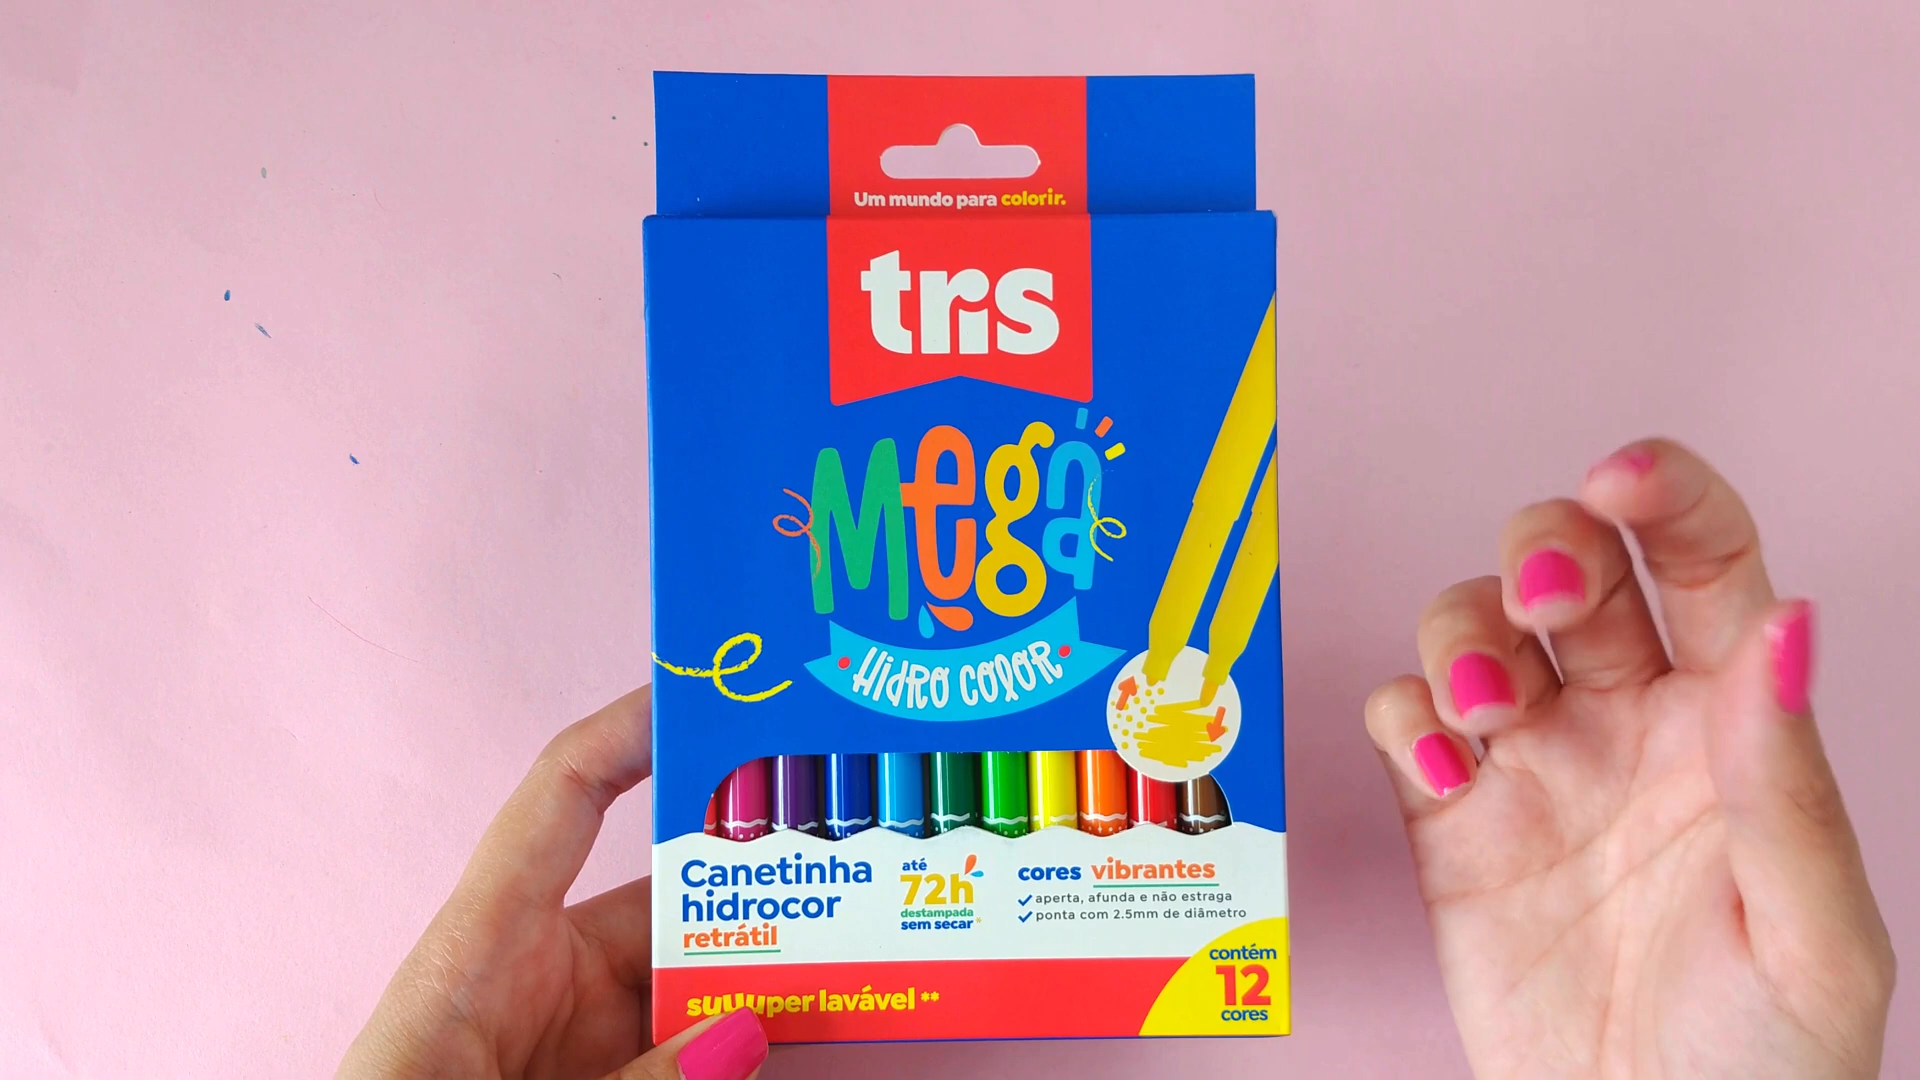 Um mundo para colorir.
tris
Mega
HiDRO COLOR
Canetinha
hidrocor
retrátil
até
72h
destampada
sem secar*
cores vibrantes
aperta, afunda e não estraga
ponta com 2.5mm de diâmetro
contém
12
cores
suuuuper lavável**